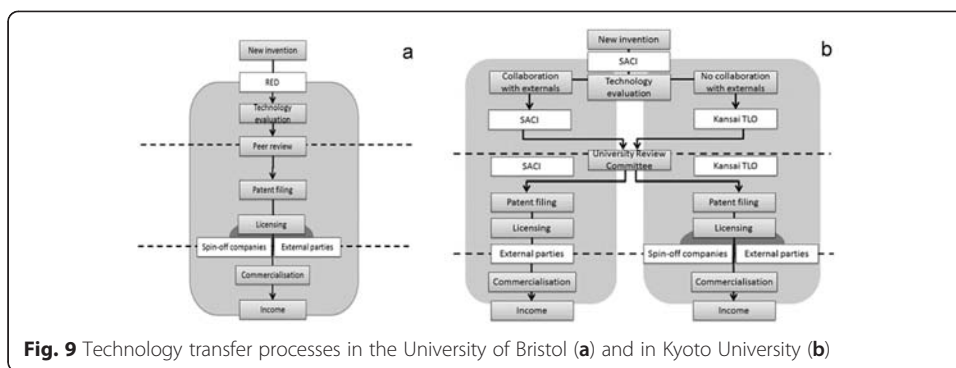 a
New invention
RED
Technology
evaluation
Peer review
Patent filing
Licensing
Spin-off companies
External parties
Commercialisation
Income
b
New invention
SACI
Collaboration
with externals
Technology
evaluation
No collaboration
with externals
SACI
Kansai TLO
University Review
Committee
SACI
Kansai TLO
Patent filing
Patent filing
Licensing
Licensing
External parties
Spin-off companies
External parties
Commercialisation
Commercialisation
Income
Income
Fig. 9 Technology transfer processes in the University of Bristol (a) and in Kyoto University (b)